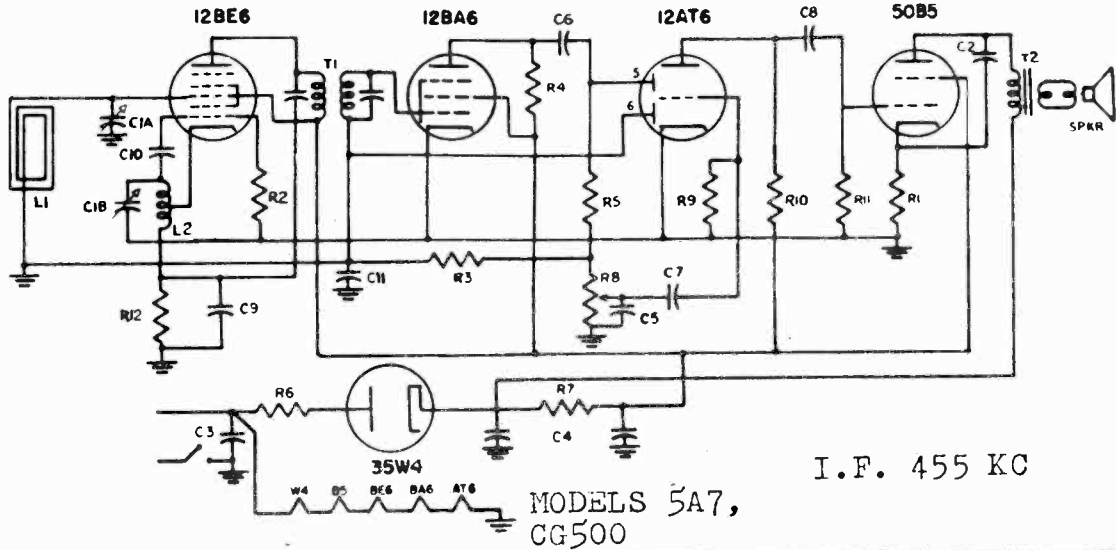 12BE6
12BA6
12AT6
50B5
C6
C8
C2
T2
T1
R4
5
6
C1A
C10
SPKR
R2
R5
R9
R10
R11
R1
L1
C1B
L2
C11
R3
R8
C7
C5
R12
C9
R6
R7
C3
C4
35W4
I.F. 455 KC
W4 B5 BE6 BA6 AT6
MODELS 5A7,
CG500